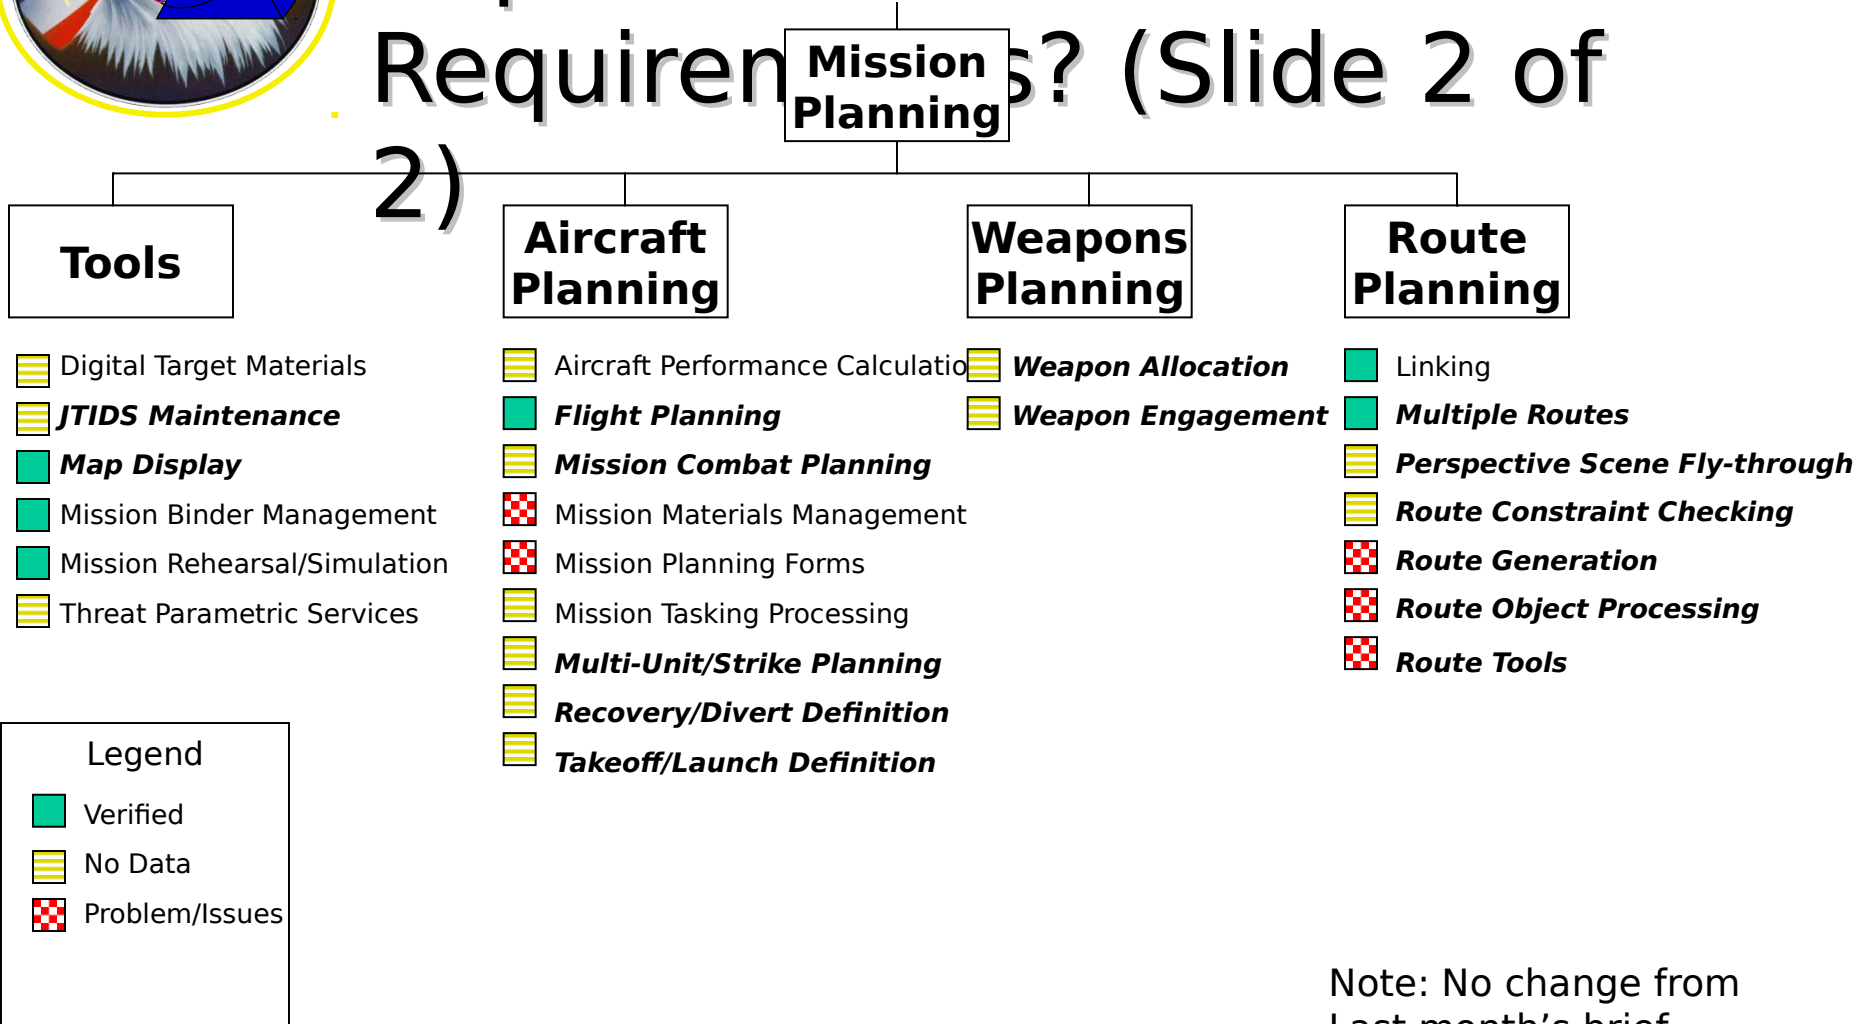 Requiren s? (Slide 2 of
2)
Mission
Planning
Tools
Aircraft
Planning
Weapons
Planning
Route
Planning
Digital Target Materials
JTIDS Maintenance
Map Display
Mission Binder Management
Mission Rehearsal/Simulation
Threat Parametric Services
Aircraft Performance Calculatio
Flight Planning
Mission Combat Planning
Mission Materials Management
Mission Planning Forms
Mission Tasking Processing
Multi-Unit/Strike Planning
Recovery/Divert Definition
Takeoff/Launch Definition
Weapon Allocation
Weapon Engagement
Linking
Multiple Routes
Perspective Scene Fly-through
Route Constraint Checking
Route Generation
Route Object Processing
Route Tools
Legend
Verified
No Data
Problem/Issues
Note: No change from
Last month’s brief